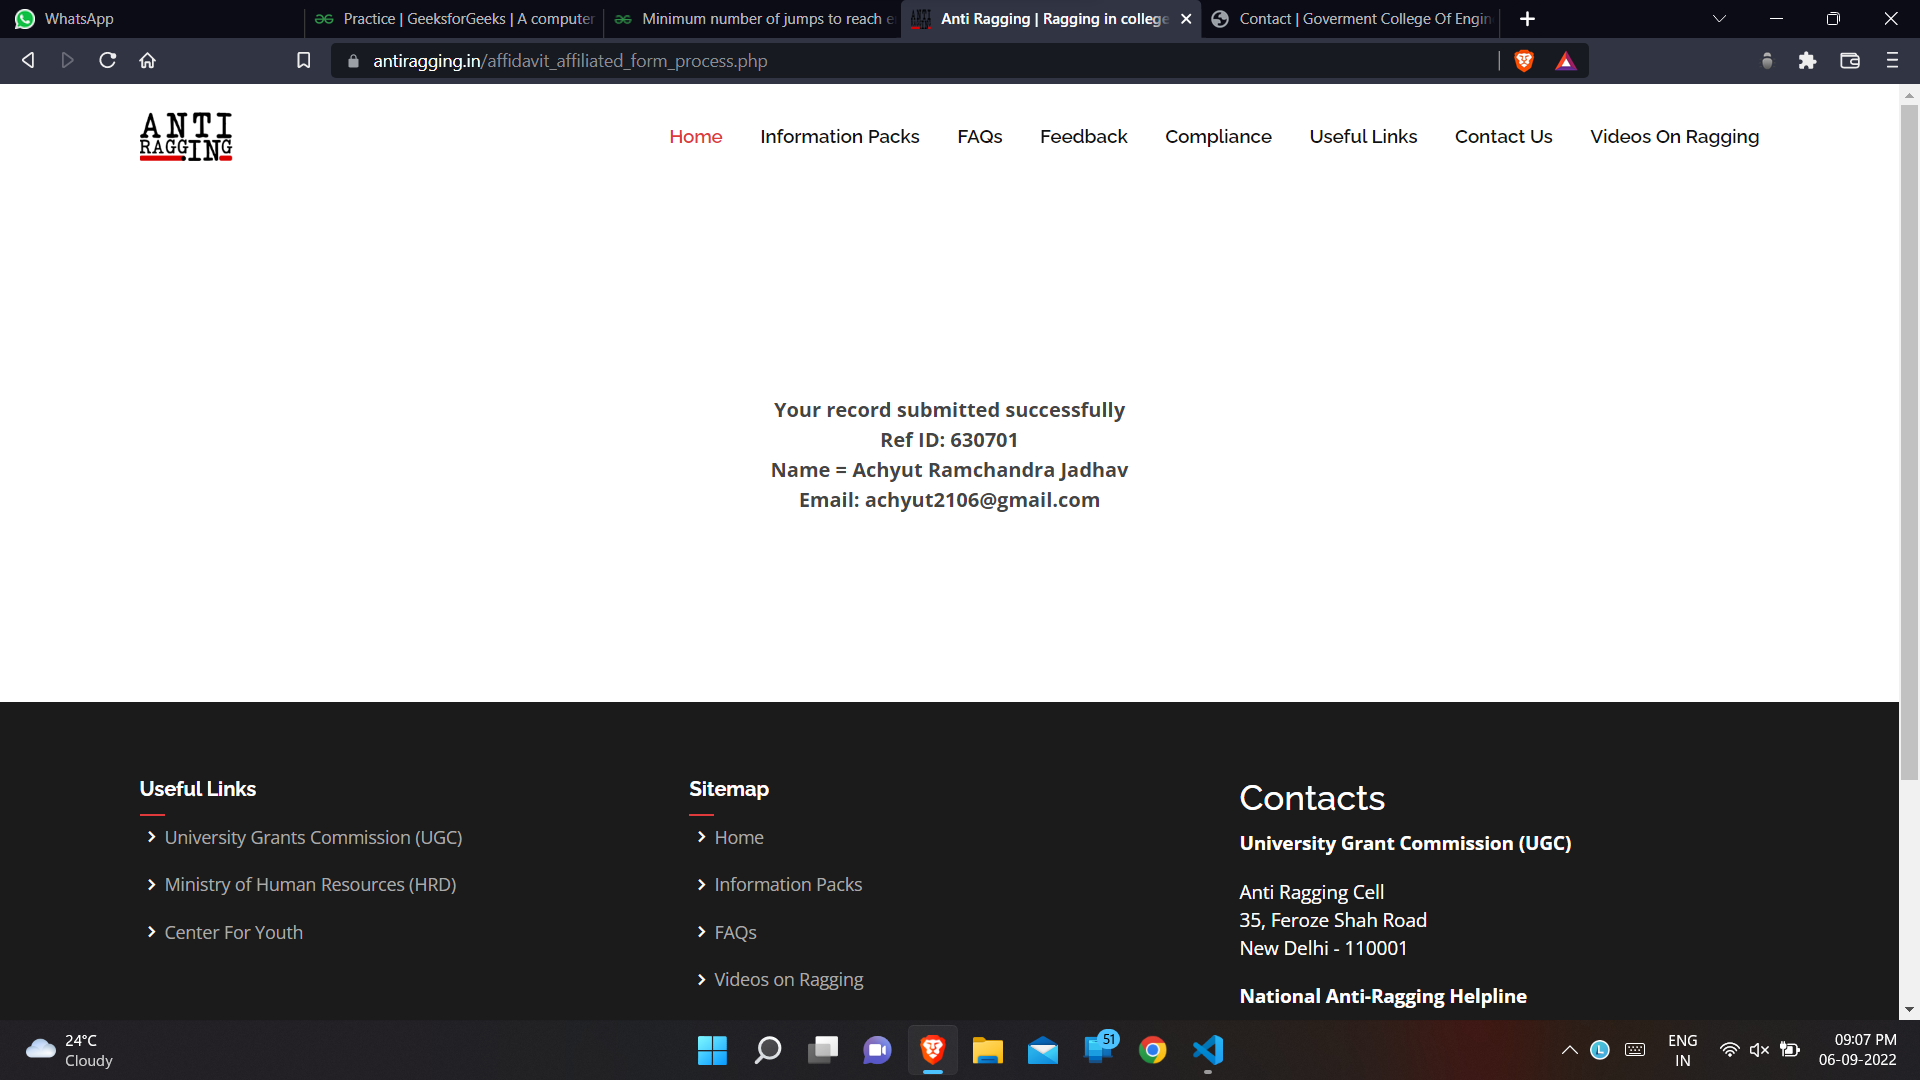 WhatsApp
Practice | GeeksforGeeks | A computer
Minimum number of jumps to reach e
Anti Ragging | Ragging in college
Contact | Goverment College Of Engin
antiragging.in/affidavit_affiliated_form_process.php
ANTI
RAGGING
Home
Information Packs
FAQs
Feedback
Compliance
Useful Links
Contact Us
Videos On Ragging
Your record submitted successfully
Ref ID: 630701
Name = Achyut Ramchandra Jadhav
Email: achyut2106@gmail.com
Useful Links
University Grants Commission (UGC)
Ministry of Human Resources (HRD)
Center For Youth
Sitemap
Home
Information Packs
FAQs
Videos on Ragging
Contacts
University Grant Commission (UGC)
Anti Ragging Cell
35, Feroze Shah Road
New Delhi - 110001
National Anti-Ragging Helpline
24°C
Cloudy
51
L
ENG
IN
09:07 PM
06-09-2022